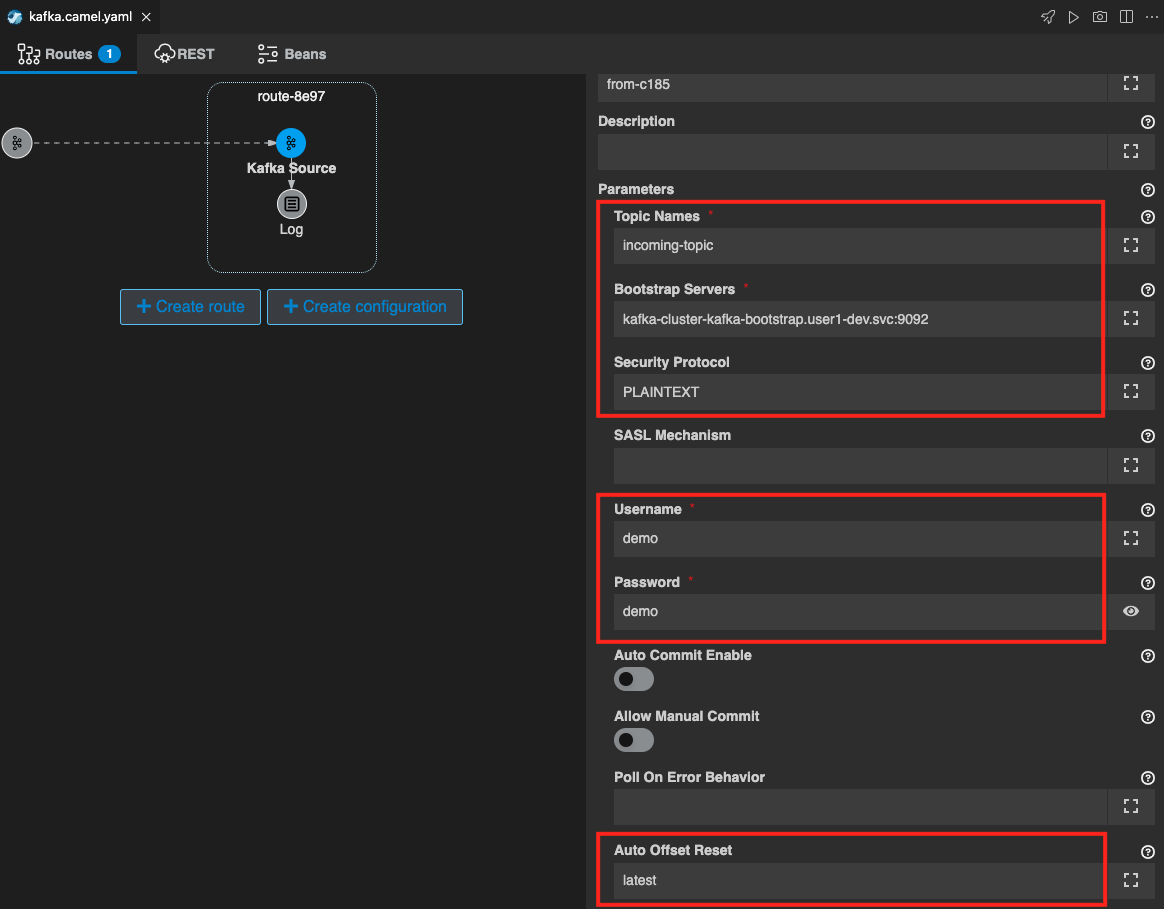 kafka.camel.yaml
Routes 1 REST Beans
route-8e97
Kafka Source
Log
+ Create route + Create configuration
from-c185
Description
Parameters
Topic Names *
incoming-topic
Bootstrap Servers *
kafka-cluster-kafka-bootstrap.user1-dev.svc:9092
Security Protocol
PLAINTEXT
SASL Mechanism
Username *
demo
Password *
demo
Auto Commit Enable
Allow Manual Commit
Poll On Error Behavior
Auto Offset Reset
latest